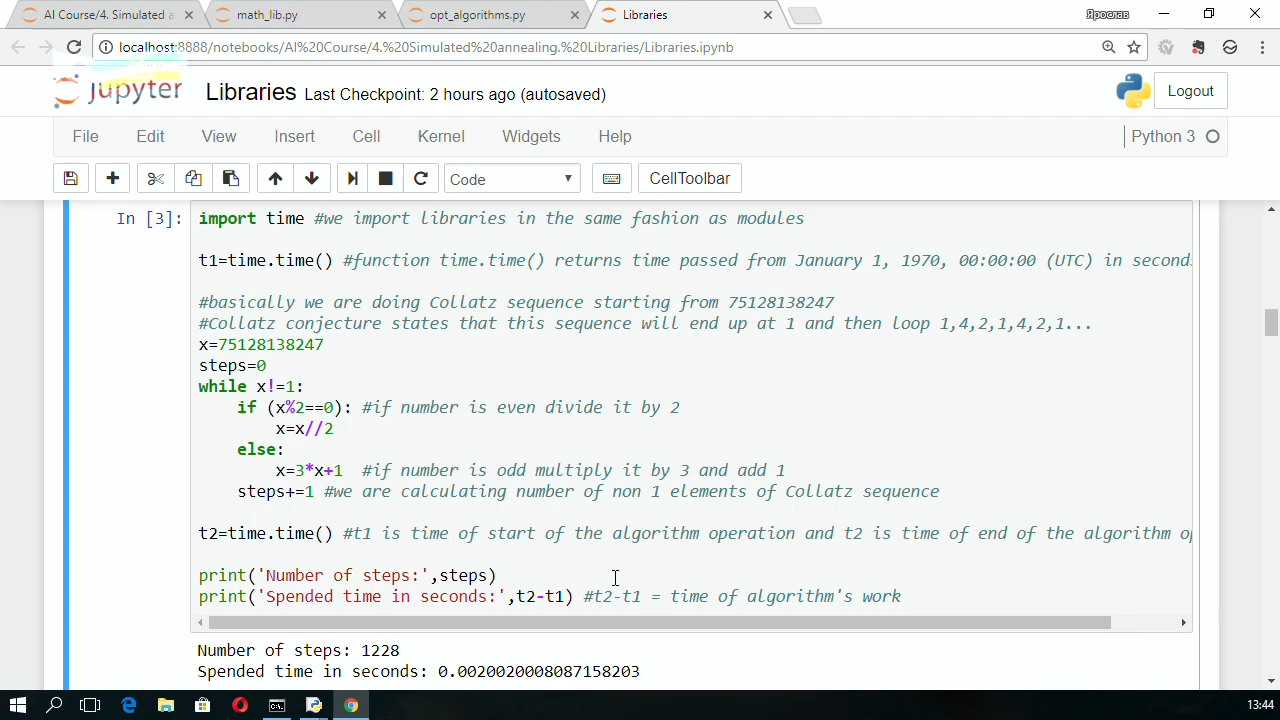 AI Course/4. Simulated a
math_lib.py
opt_algorithms.py
Libraries
Ярослав
localhost:8888/notebooks/AI%20Course/4.%20Simulated%20annealing.%20Libraries/Libraries.ipynb
jupyter Libraries Last Checkpoint: 2 hours ago (autosaved)
Logout
File Edit View Insert Cell Kernel Widgets Help
Python 3
Code
CellToolbar
In [3]: import time #we import libraries in the same fashion as modules
t1=time.time() #function time.time() returns time passed from January 1, 1970, 00:00:00 (UTC) in seconds
#basically we are doing Collatz sequence starting from 75128138247
#Collatz conjecture states that this sequence will end up at 1 and then loop 1,4,2,1,4,2,1...
x=75128138247
steps=0
while x!=1:
if (x%2==0): #if number is even divide it by 2
x=x//2
else:
x=3*x+1 #if number is odd multiply it by 3 and add 1
steps+=1 #we are calculating number of non 1 elements of Collatz sequence
t2=time.time() #t1 is time of start of the algorithm operation and t2 is time of end of the algorithm op
print('Number of steps:',steps)
print('Spended time in seconds:',t2-t1) #t2-t1 = time of algorithm's work
Number of steps: 1228
Spended time in seconds: 0.0020020008087158203
13:44